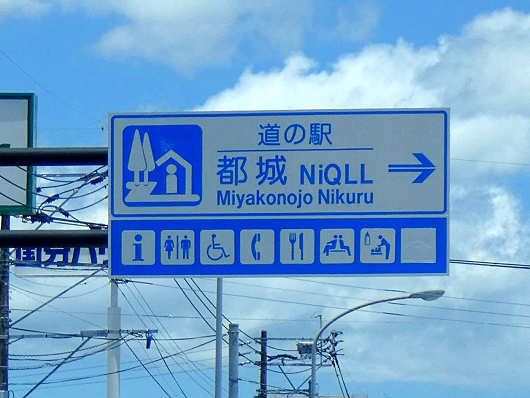 道の駅
都城 NiQLL
Miyakonojo Nikuru
i